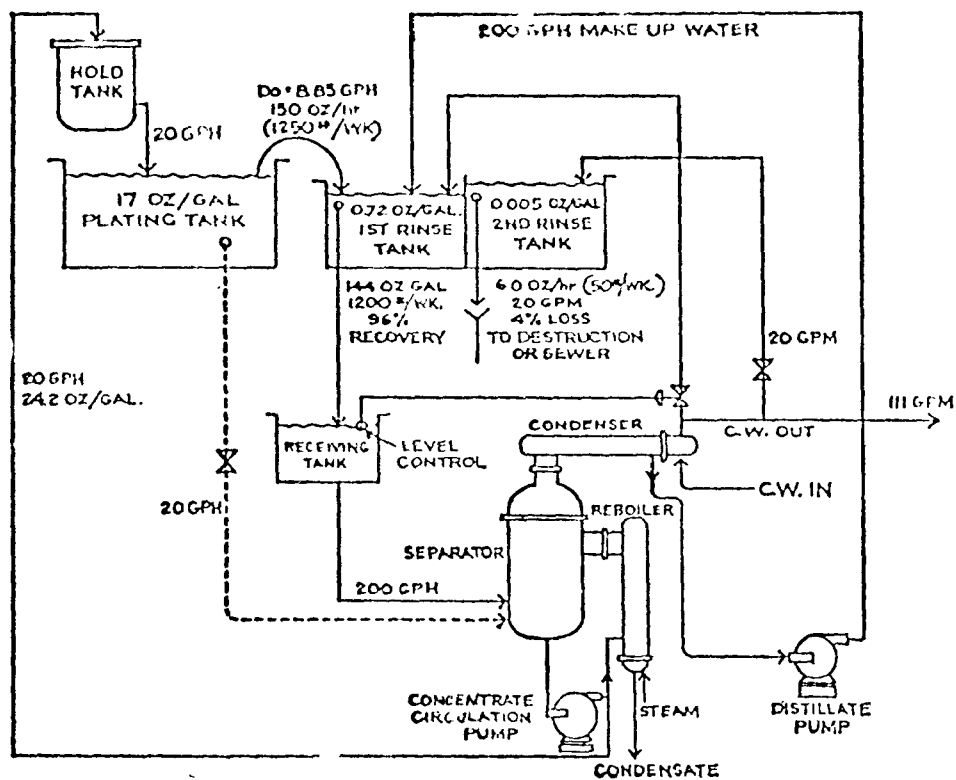 200 GPH MAKE UP WATER
HOLD
TANK
Do = 8.85 GPH
150 OZ/hr
(1250#/WK)
20 GPH
17 OZ/GAL
PLATING TANK
0.72 OZ/GAL.
1ST RINSE
TANK
0.005 OZ/GAL
2ND RINSE
TANK
144 OZ GAL
1200#/WK.
96%
RECOVERY
6.0 OZ/hr (50#/WK.)
20 GPM
4% LOSS
TO DESTRUCTION
OR SEWER
20 GPM
20 GPH
24.2 OZ/GAL.
111 GPM
CONDENSER
C.W. OUT
RECEIVING
TANK
LEVEL
CONTROL
C.W. IN
20 GPH
REBOILER
SEPARATOR
200 GPH
CONCENTRATE
CIRCULATION
PUMP
STEAM
DISTILLATE
PUMP
CONDENSATE